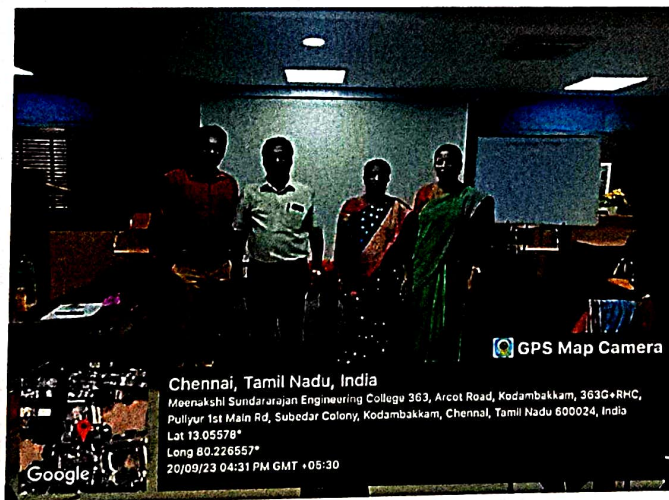 GPS Map Camera
Chennai, Tamil Nadu, India
Meenakshi Sundararajan Engineering College 363, Arcot Road, Kodambakkam, 363G+RHC,
Puliyur 1st Main Rd, Subedar Colony, Kodambakkam, Chennai, Tamil Nadu 600024, India
Lat 13.05578°
Long 80.226557°
20/09/23 04:31 PM GMT +05:30
Google